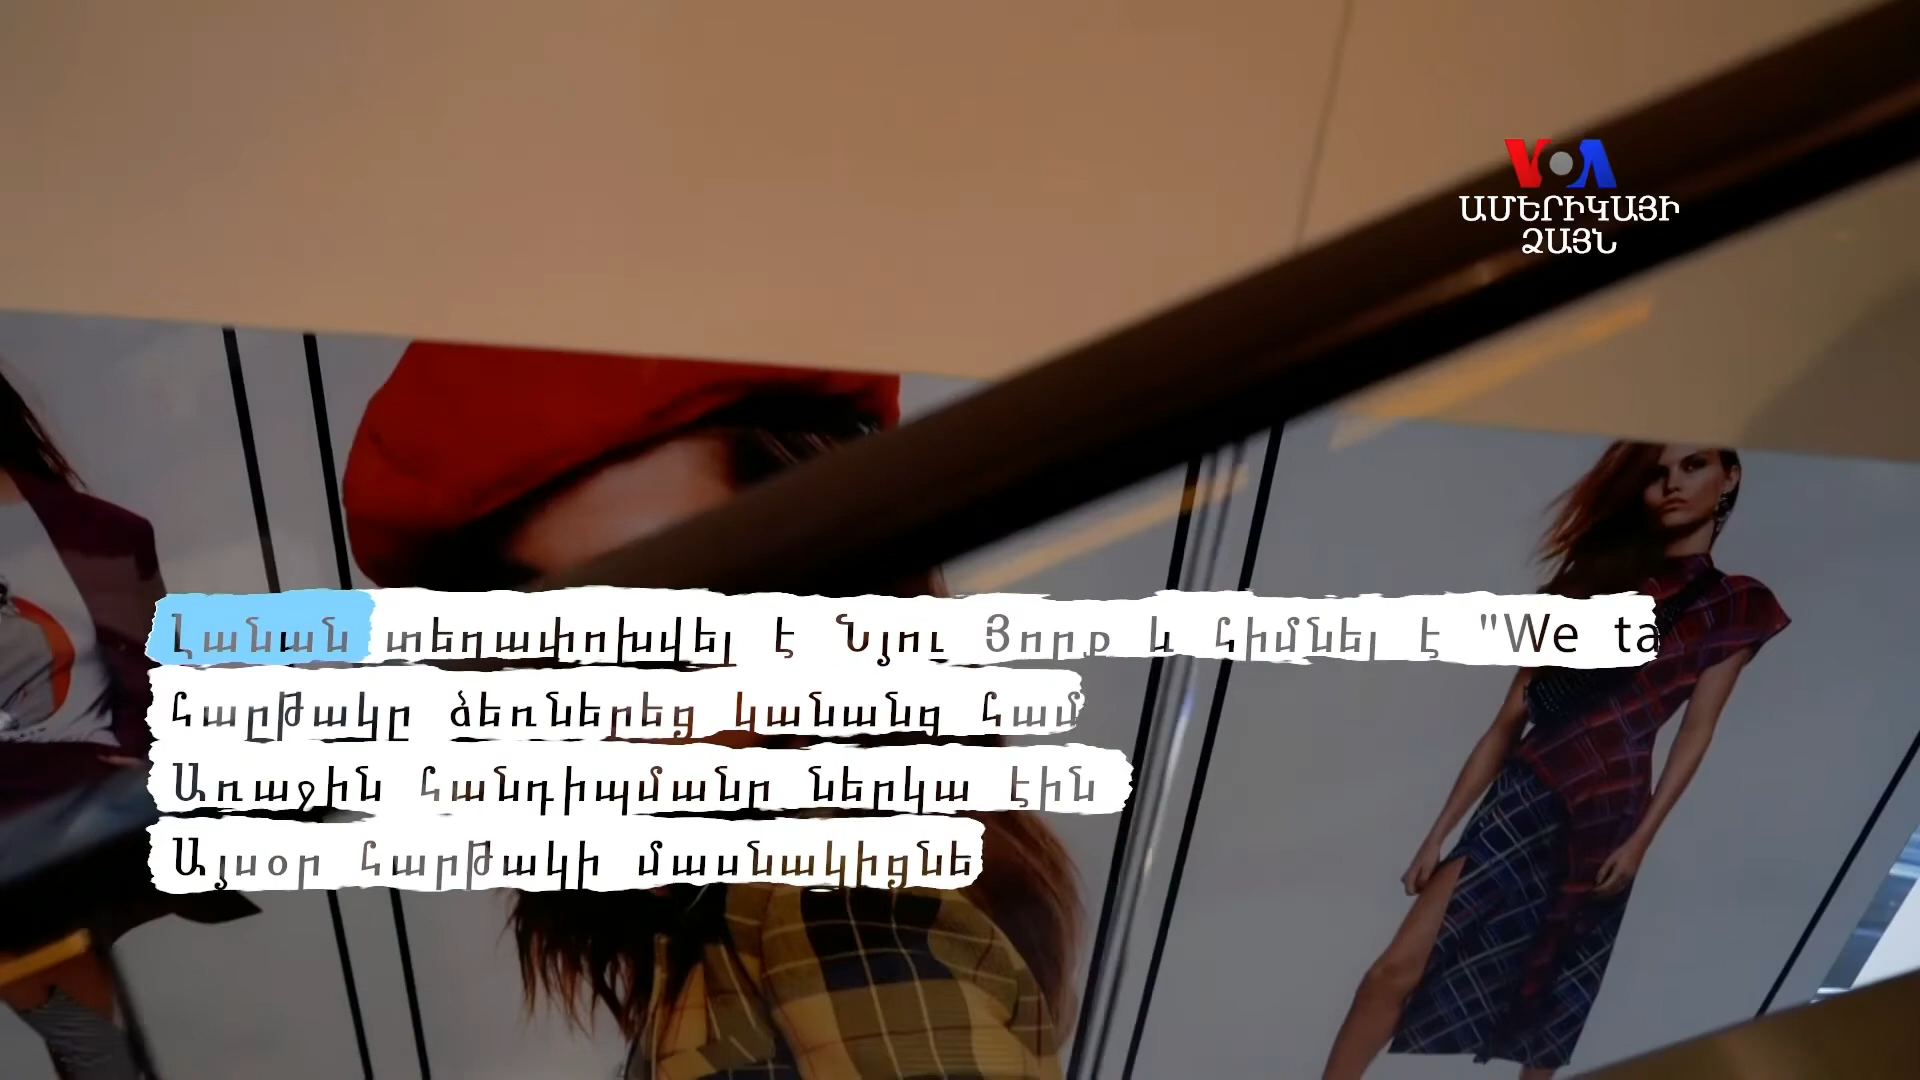 VOA
ԱՄԵՐԻԿԱՅԻ
ՁԱՅՆ
Լանան տեղափոխվել է Նյու Յորք և հիմնել է "We ta
հարթակը ձեռներեց կանանց համ
Առաջին հանդիպմանը ներկա էին
Այսօր հարթակի մասնակիցնե